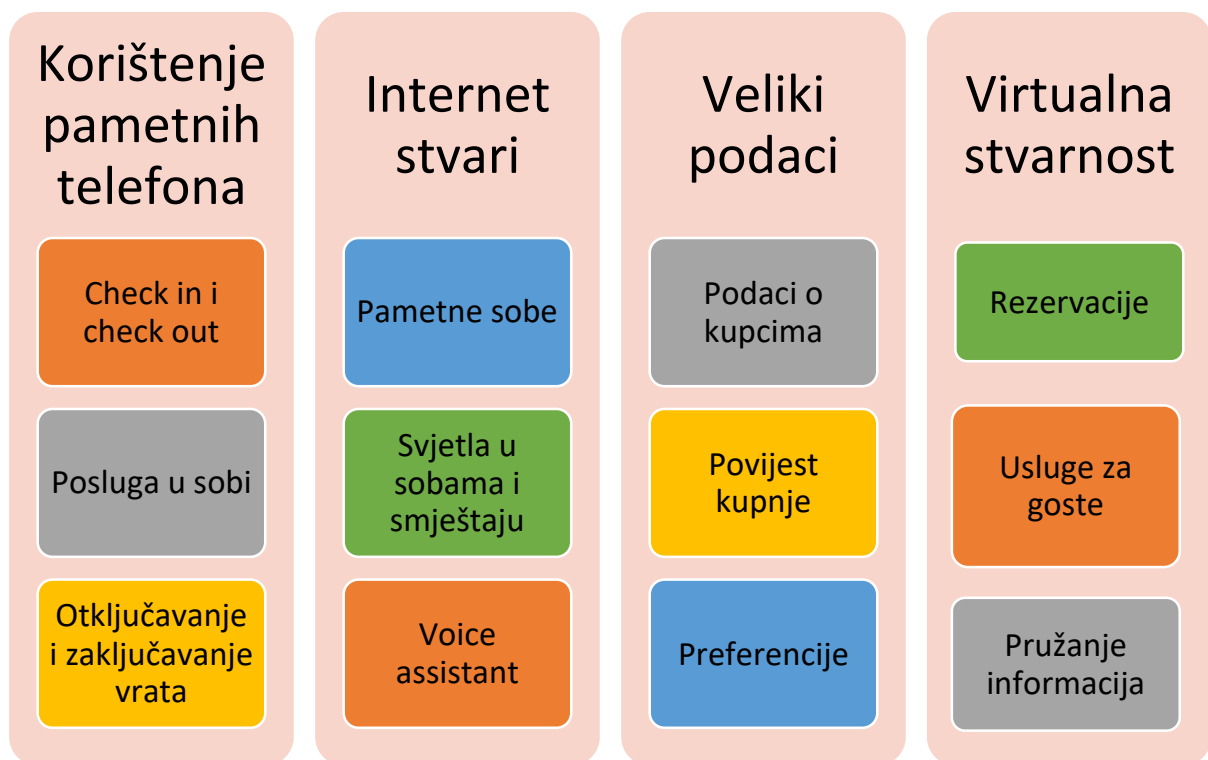 Korištenje
pametnih
telefona
Check in i
check out
Posluga u sobi
Otključavanje
i zaključavanje
vrata
Internet
stvari
Pametne sobe
Svjetla u
sobama i
smještaju
Voice
assistant
Veliki
podaci
Podaci o
kupcima
Povijest
kupnje
Preferencije
Virtualna
stvarnost
Rezervacije
Usluge za
goste
Pružanje
informacija